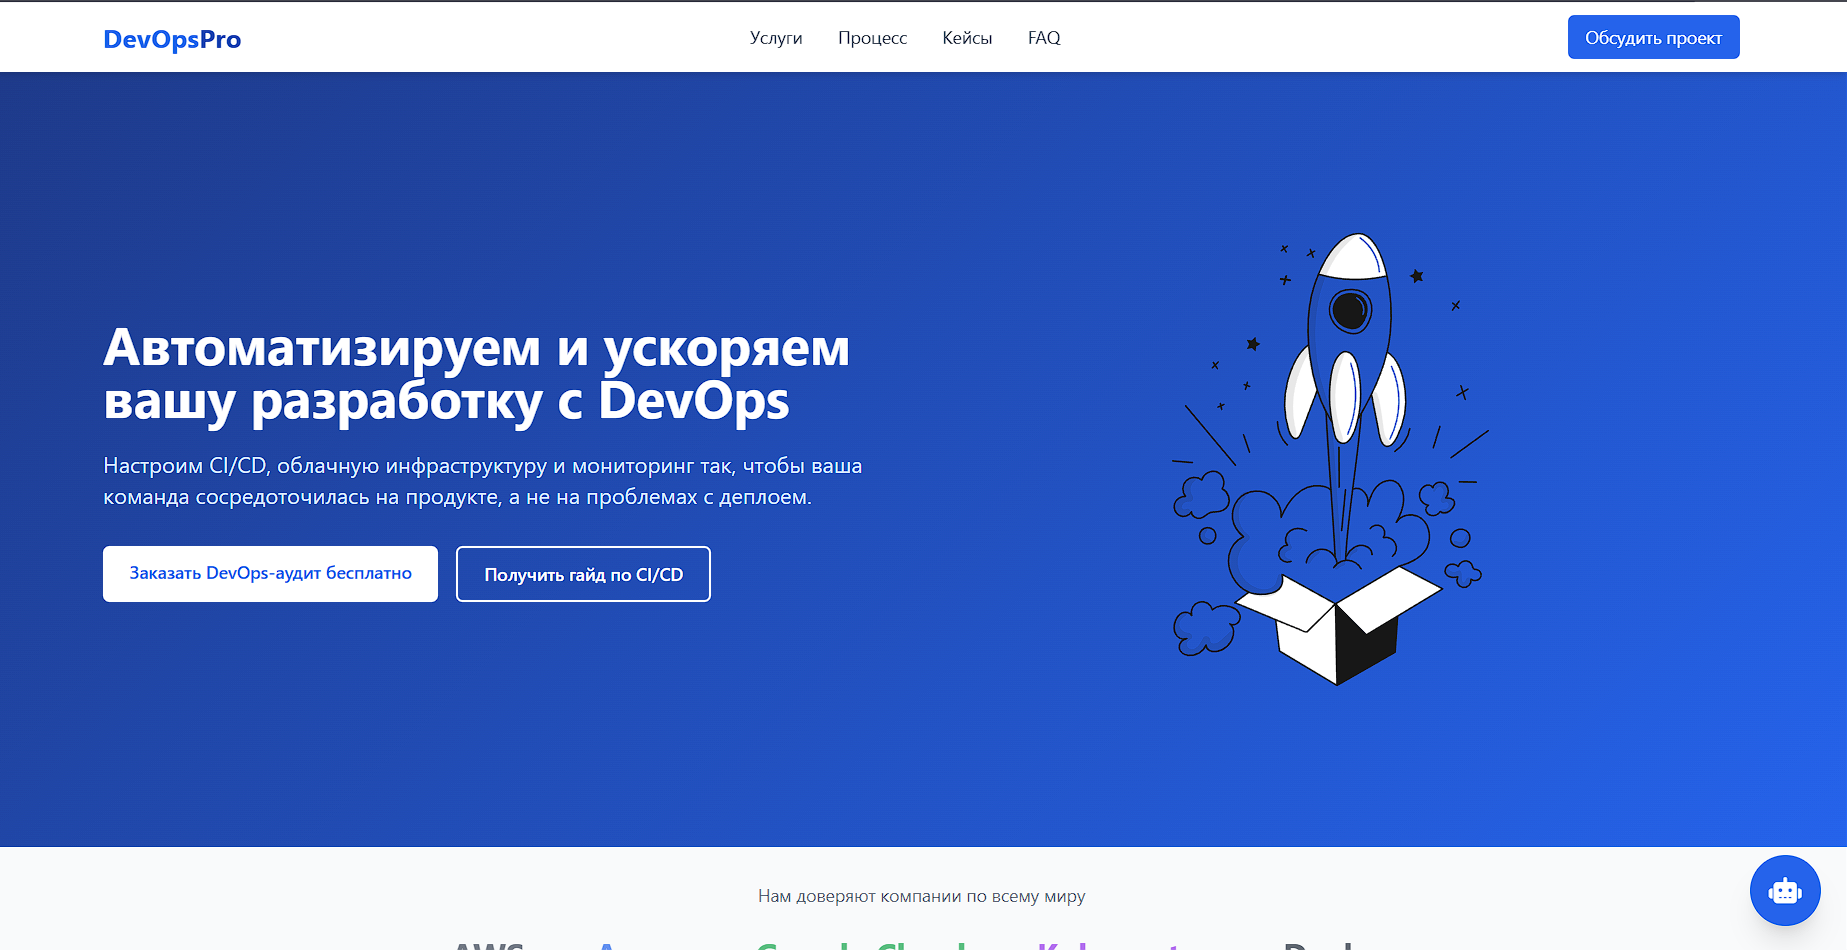 DevOpsPro
Услуги
Процесс
Кейсы
FAQ
Обсудить проект
Автоматизируем и ускоряем
вашу разработку с DevOps
Настроим CI/CD, облачную инфраструктуру и мониторинг так, чтобы ваша
команда сосредоточилась на продукте, а не на проблемах с деплоем.
Заказать DevOps-аудит бесплатно
Получить гайд по CI/CD
Нам доверяют компании по всему миру
AWS